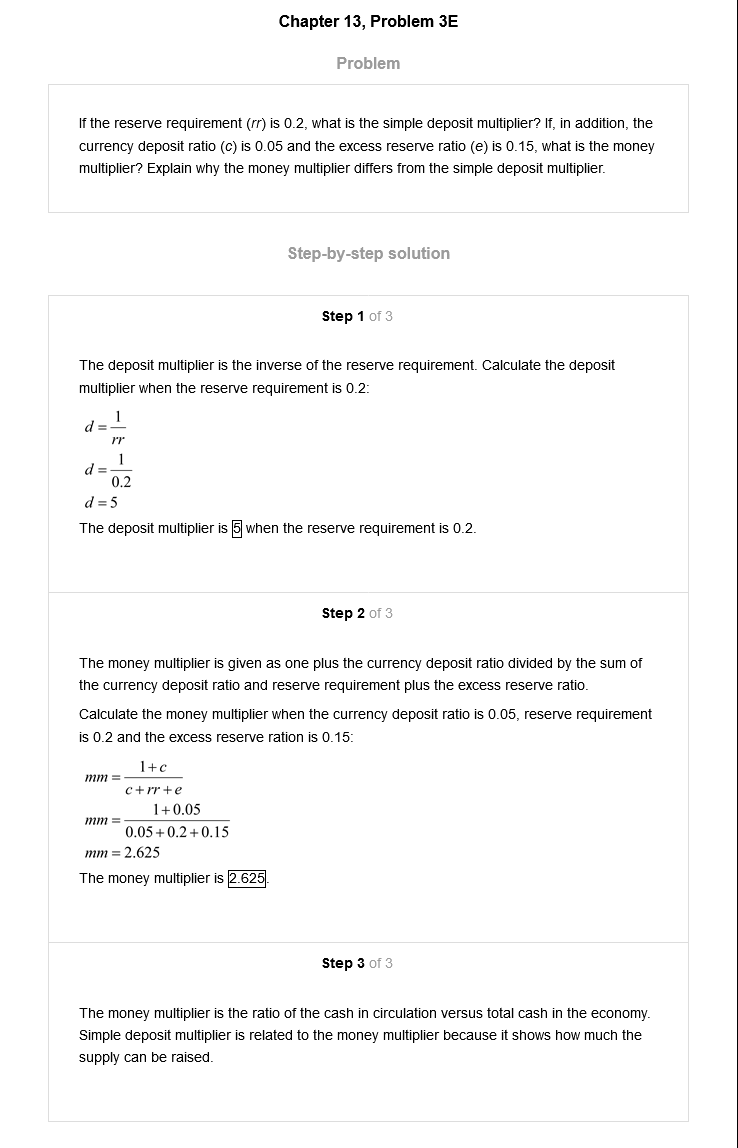 Chapter 13, Problem 3E
Problem
If the reserve requirement (rr) is 0.2, what is the simple deposit multiplier? If, in addition, the
currency deposit ratio (c) is 0.05 and the excess reserve ratio (e) is 0.15, what is the money
multiplier? Explain why the money multiplier differs from the simple deposit multiplier.
Step-by-step solution
Step 1 of 3
The deposit multiplier is the inverse of the reserve requirement. Calculate the deposit
multiplier when the reserve requirement is 0.2:
d = 1/rr
d = 1/0.2
d = 5
The deposit multiplier is 5 when the reserve requirement is 0.2.
Step 2 of 3
The money multiplier is given as one plus the currency deposit ratio divided by the sum of
the currency deposit ratio and reserve requirement plus the excess reserve ratio.
Calculate the money multiplier when the currency deposit ratio is 0.05, reserve requirement
is 0.2 and the excess reserve ration is 0.15:
mm = (1+c)/(c+rr+e)
mm = (1+0.05)/(0.05+0.2+0.15)
mm = 2.625
The money multiplier is 2.625.
Step 3 of 3
The money multiplier is the ratio of the cash in circulation versus total cash in the economy.
Simple deposit multiplier is related to the money multiplier because it shows how much the
supply can be raised.